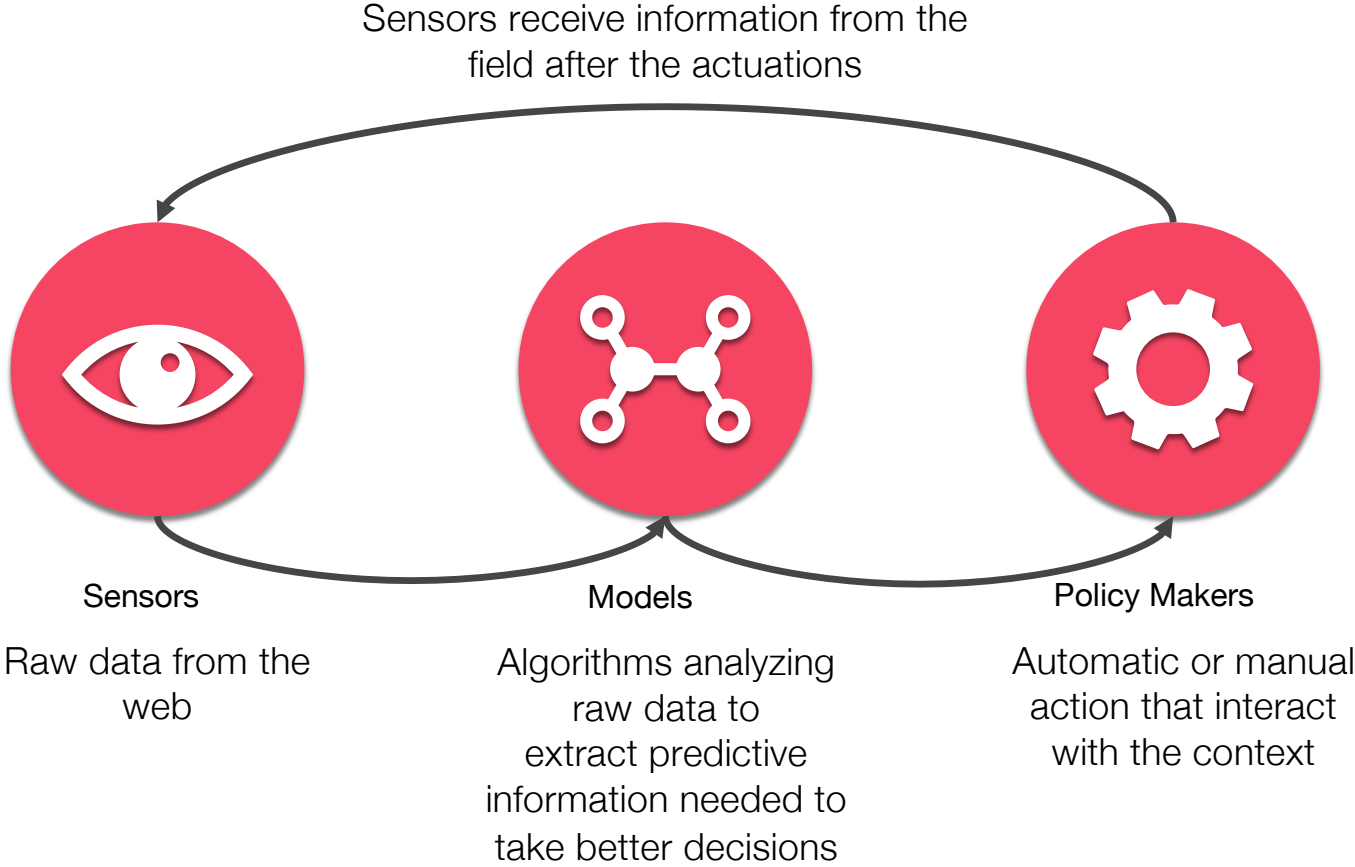 Sensors receive information from the
field after the actuations
Sensors
Raw data from the
web
Models
Algorithms analyzing
raw data to
extract predictive
information needed to
take better decisions
Policy Makers
Automatic or manual
action that interact
with the context